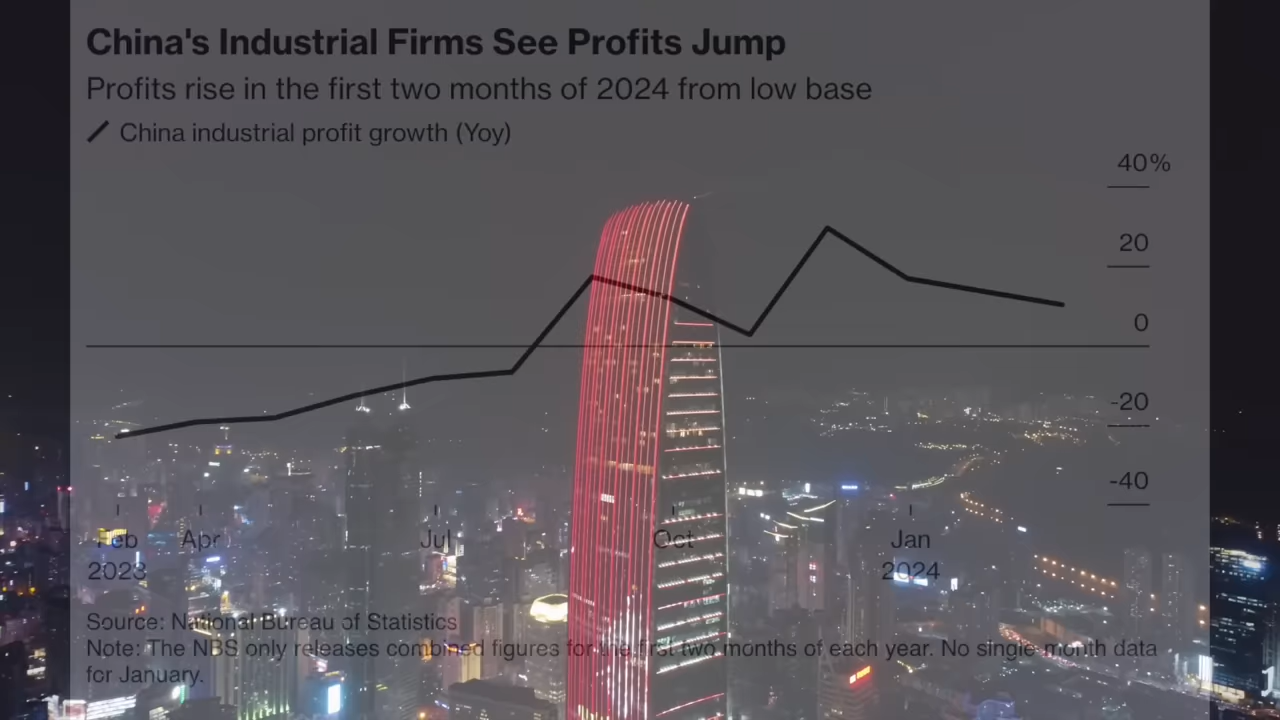 China's Industrial Firms See Profits Jump
Profits rise in the first two months of 2024 from low base
China industrial profit growth (Yoy)
40%
20
0
-20
-40
Feb Apr Jul Oct Jan
2023 2024
Source: National Bureau of Statistics
Note: The NBS only releases combined figures for the first two months of each year. No single-month data
for January.